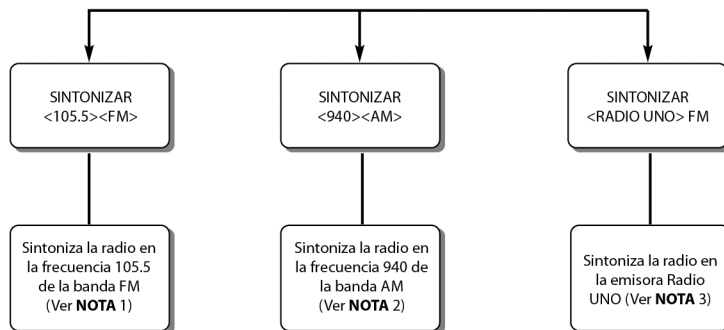 SINTONIZAR
<105.5><FM>
SINTONIZAR
<940><AM>
SINTONIZAR
<RADIO UNO> FM
Sintoniza la radio en
la frecuencia 105.5
de la banda FM
(Ver NOTA 1)
Sintoniza la radio en
la frecuencia 940 de
la banda AM
(Ver NOTA 2)
Sintoniza la radio en
la emisora Radio
UNO (Ver NOTA 3)